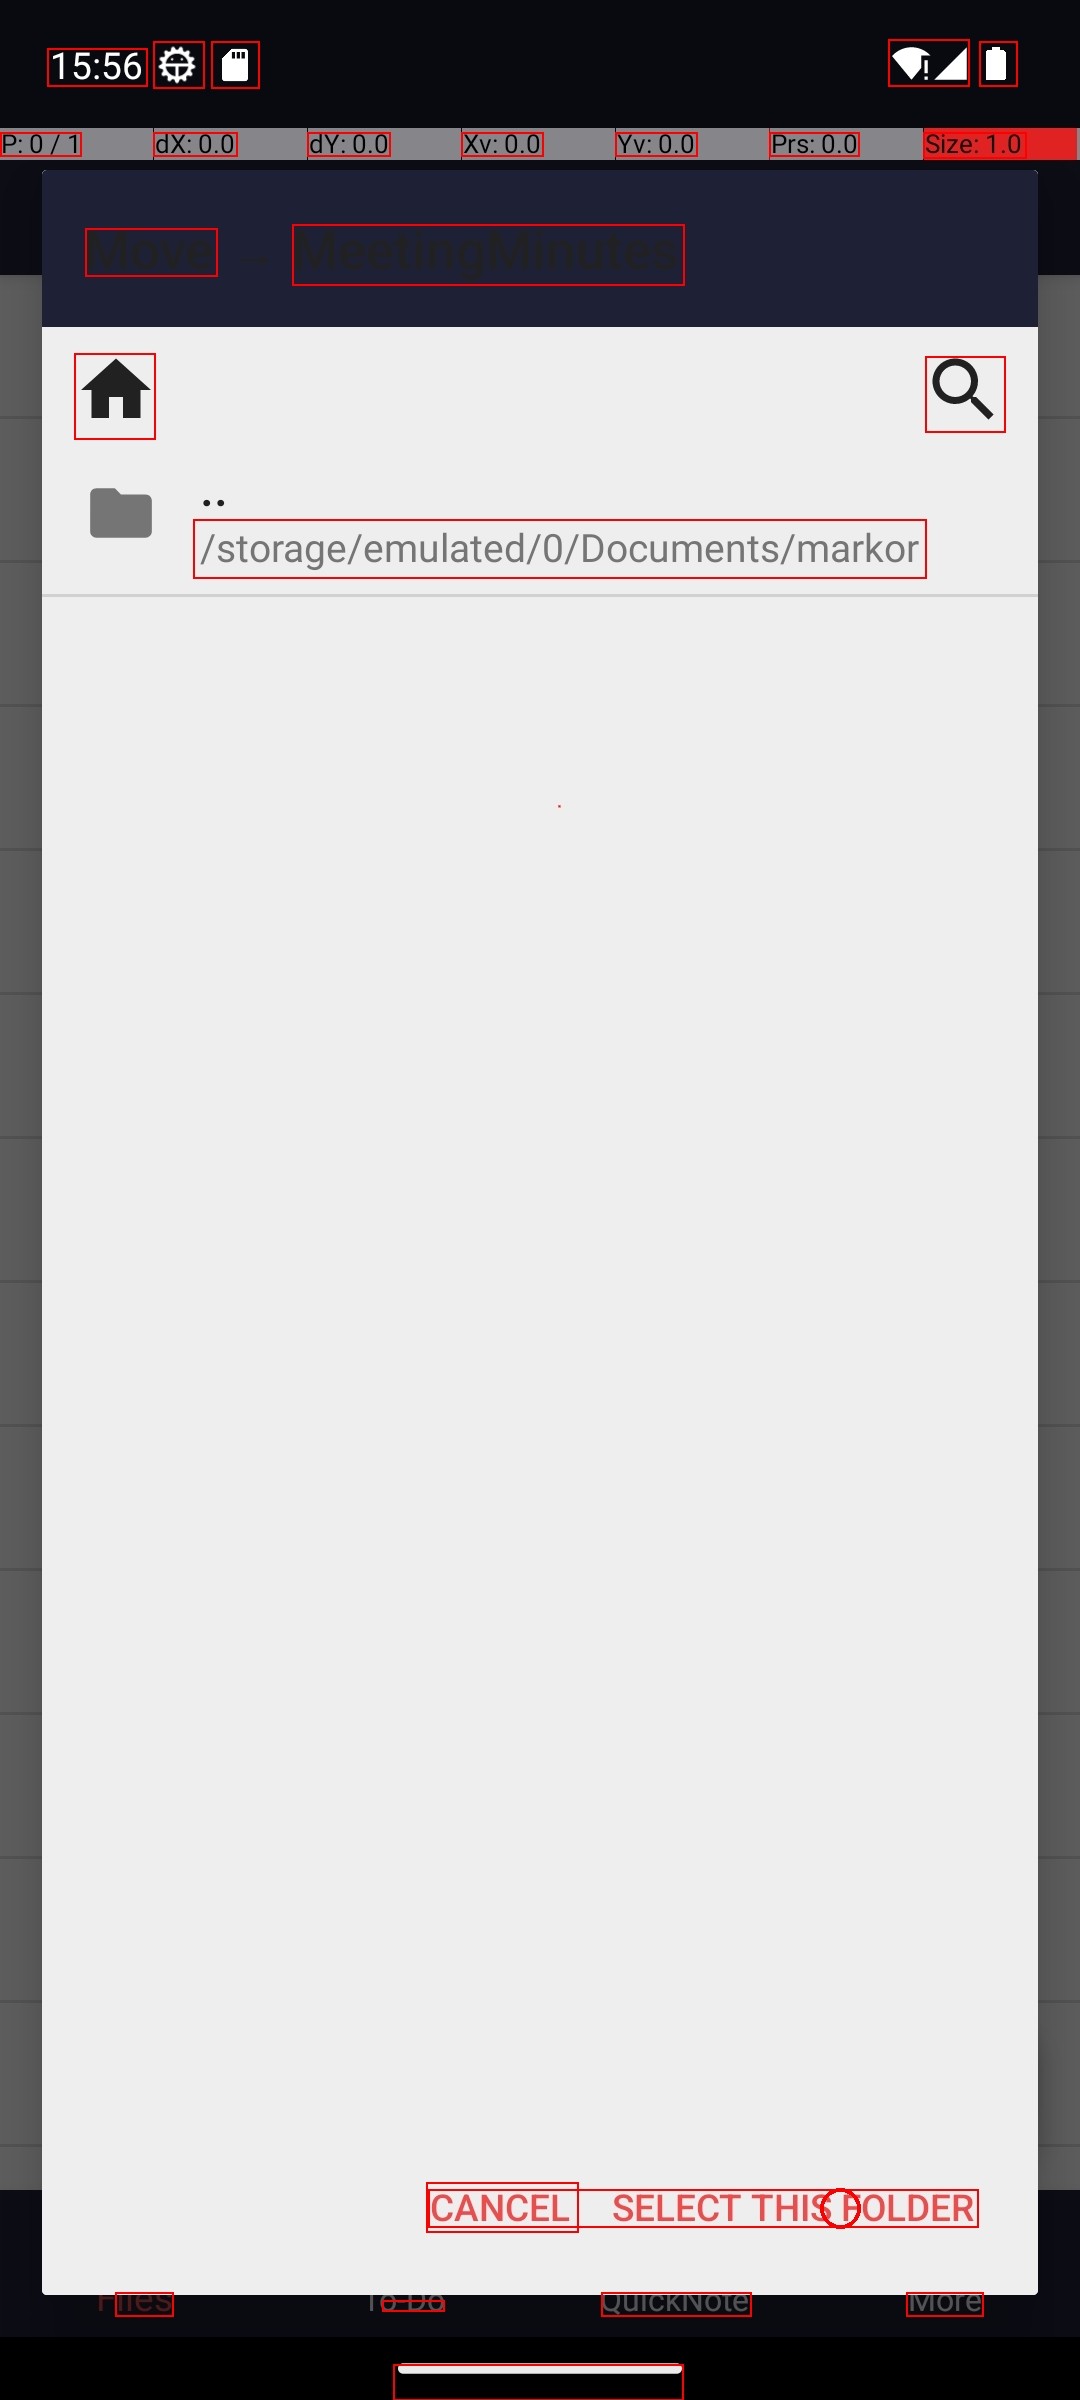 15:56
P: 0 / 1 dX: 0.0 dY: 0.0 Xv: 0.0 Yv: 0.0 Prs: 0.0 Size: 1.0
Move → MeetingMinutes
..
/storage/emulated/0/Documents/markor
CANCEL SELECT THIS FOLDER
Files To-Do QuickNote More